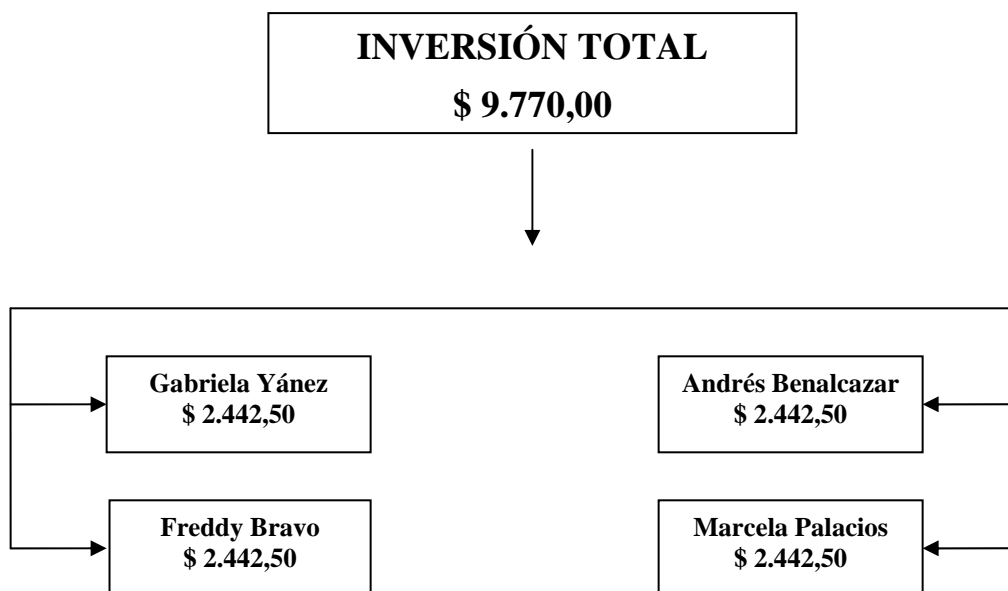 INVERSIÓN TOTAL
$ 9.770,00
Gabriela Yánez
$ 2.442,50
Andrés Benalcazar
$ 2.442,50
Freddy Bravo
$ 2.442,50
Marcela Palacios
$ 2.442,50